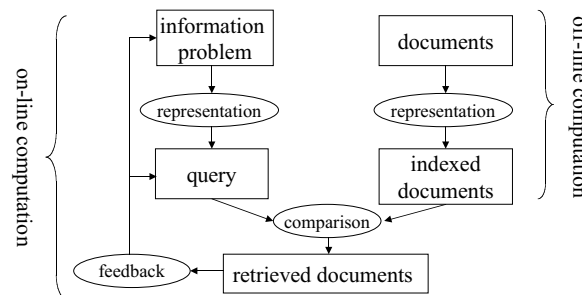 on-line computation
information
problem
representation
query
documents
representation
indexed
documents
off-line computation
comparison
feedback
retrieved documents